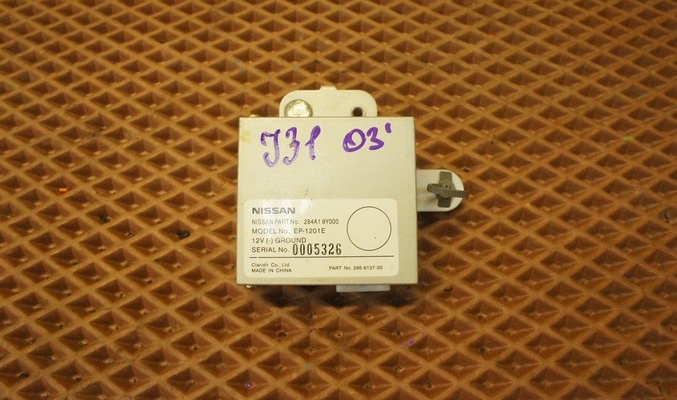 J31 03'
NISSAN
NISSAN PART No. 284A1 9Y000
MODEL No. EP-1201E
12V (-) GROUND
SERIAL No. 0005326
Clarion Co., Ltd.
MADE IN CHINA PART No. 286-6137-00